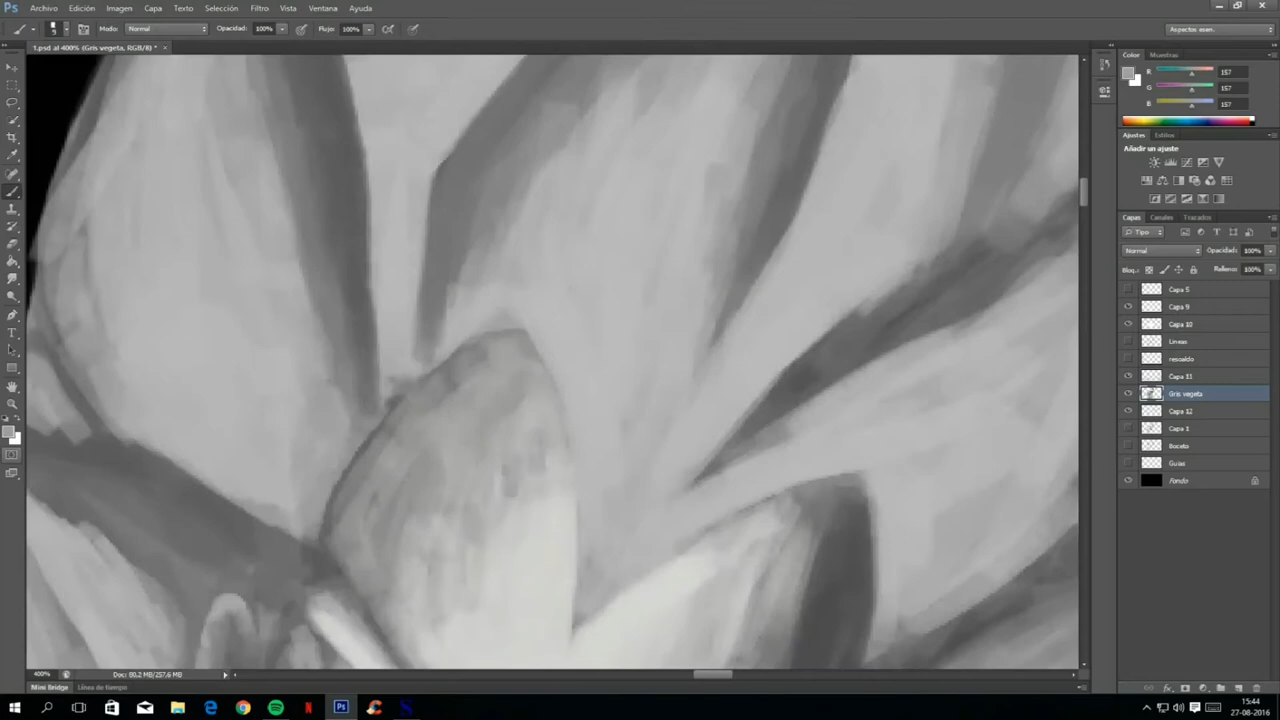 Ps Archivo Edición Imagen Capa Texto Selección Filtro Vista Ventana Ayuda
9 Modo: Normal Opacidad: 100% Flujo: 100% Aspectos esen.
1.psd al 400% (Gris vegeta, RGB/8) * ×
Color Muestras
R 157
G 157
B 157
Ajustes Estilos
Añadir un ajuste
Capas Canales Trazados
Tipo
Normal Opacidad: 100%
Bloq.: Relleno: 100%
Capa 5
Capa 9
Capa 10
Lineas
Capa 11
Gris vegeta
Capa 12
Capa 1
Boceto
Guias
Fondo
400% Doc: 80,2 MB/257,6 MB
Mini Bridge Línea de tiempo
15:44
27-08-2016